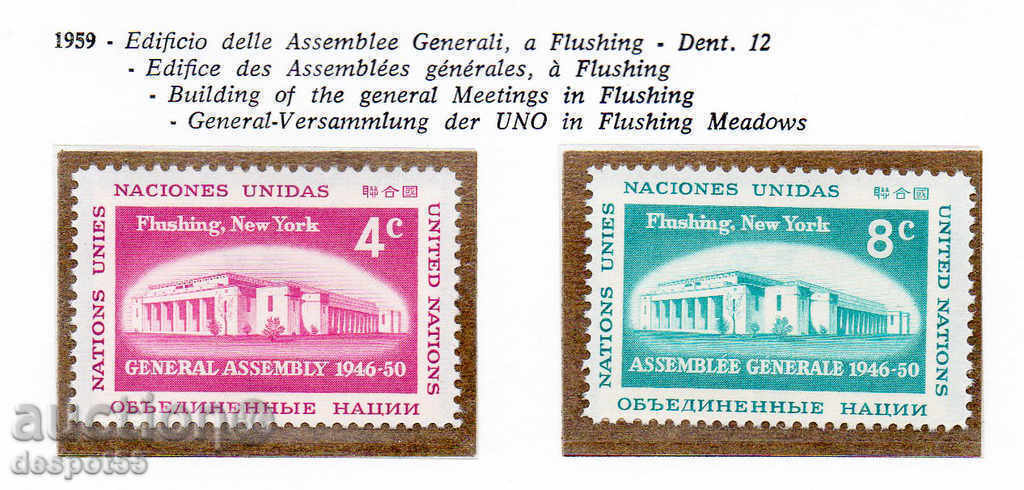 1959 - Edificio delle Assemblee Generali, a Flushing - Dent. 12
- Edifice des Assemblées générales, à Flushing
- Building of the general Meetings in Flushing
- General-Versammlung der UNO in Flushing Meadows
NACIONES UNIDAS 聯合國
NATIONS UNIES
Flushing, New York 4c
UNITED NATIONS
GENERAL ASSEMBLY 1946-50
ОБЪЕДИНЕННЫЕ НАЦИИ
NACIONES UNIDAS 聯合國
NATIONS UNIES
Flushing, New York 8c
UNITED NATIONS
ASSEMBLÉE GENERALE 1946-50
ОБЪЕДИНЕННЫЕ НАЦИИ
auction.bg
despot55